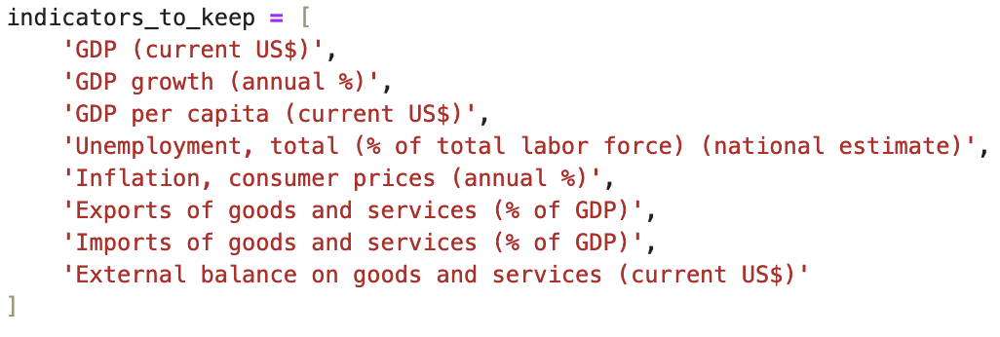 indicators_to_keep = [
    'GDP (current US$)',
    'GDP growth (annual %)',
    'GDP per capita (current US$)',
    'Unemployment, total (% of total labor force) (national estimate)',
    'Inflation, consumer prices (annual %)',
    'Exports of goods and services (% of GDP)',
    'Imports of goods and services (% of GDP)',
    'External balance on goods and services (current US$)'
]